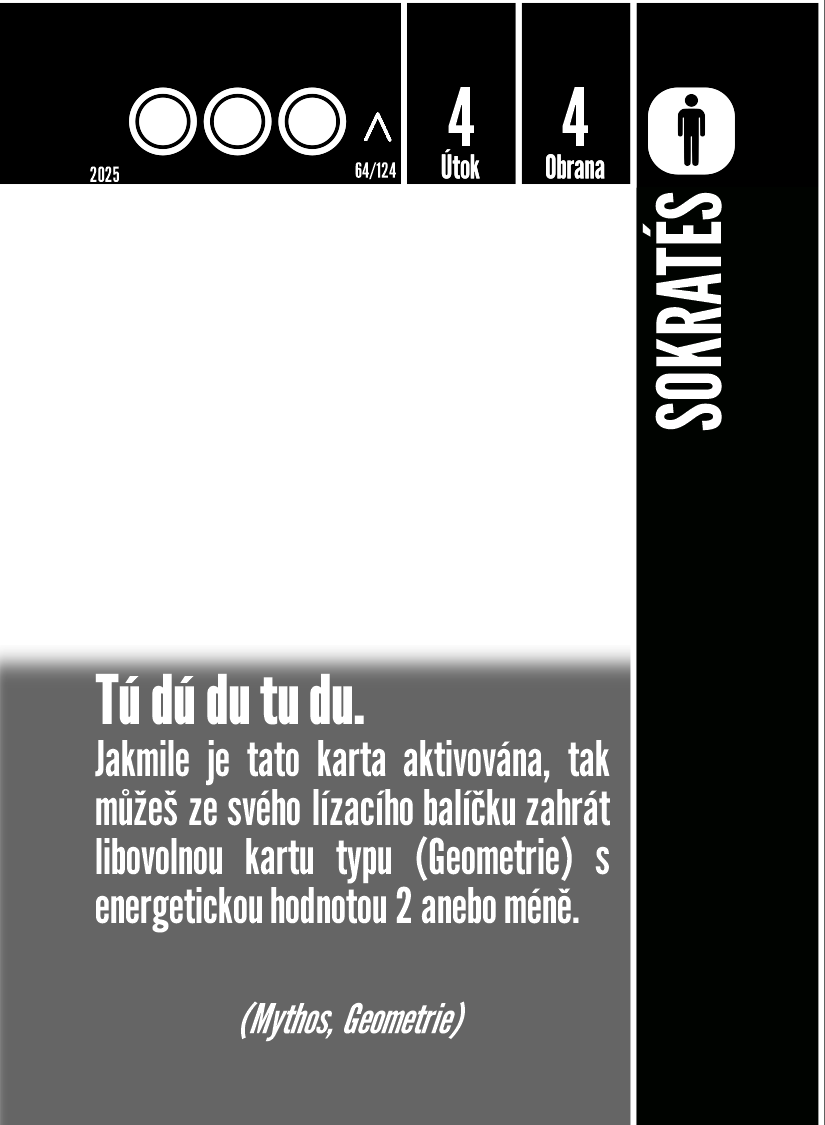 2025
64/124
4
Útok
4
Obrana
SOKRATÉS
Tú dú du tu du.
Jakmile je tato karta aktivována, tak
můžeš ze svého lízacího balíčku zahrát
libovolnou kartu typu (Geometrie) s
energetickou hodnotou 2 anebo méně.
(Mythos, Geometrie)